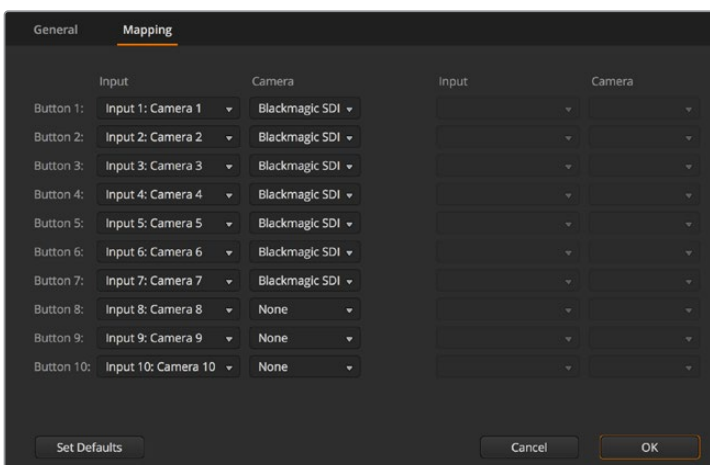 General Mapping
Input Camera Input Camera
Button 1: Input 1: Camera 1 Blackmagic SDI
Button 2: Input 2: Camera 2 Blackmagic SDI
Button 3: Input 3: Camera 3 Blackmagic SDI
Button 4: Input 4: Camera 4 Blackmagic SDI
Button 5: Input 5: Camera 5 Blackmagic SDI
Button 6: Input 6: Camera 6 Blackmagic SDI
Button 7: Input 7: Camera 7 Blackmagic SDI
Button 8: Input 8: Camera 8 None
Button 9: Input 9: Camera 9 None
Button 10: Input 10: Camera 10 None
Set Defaults Cancel OK